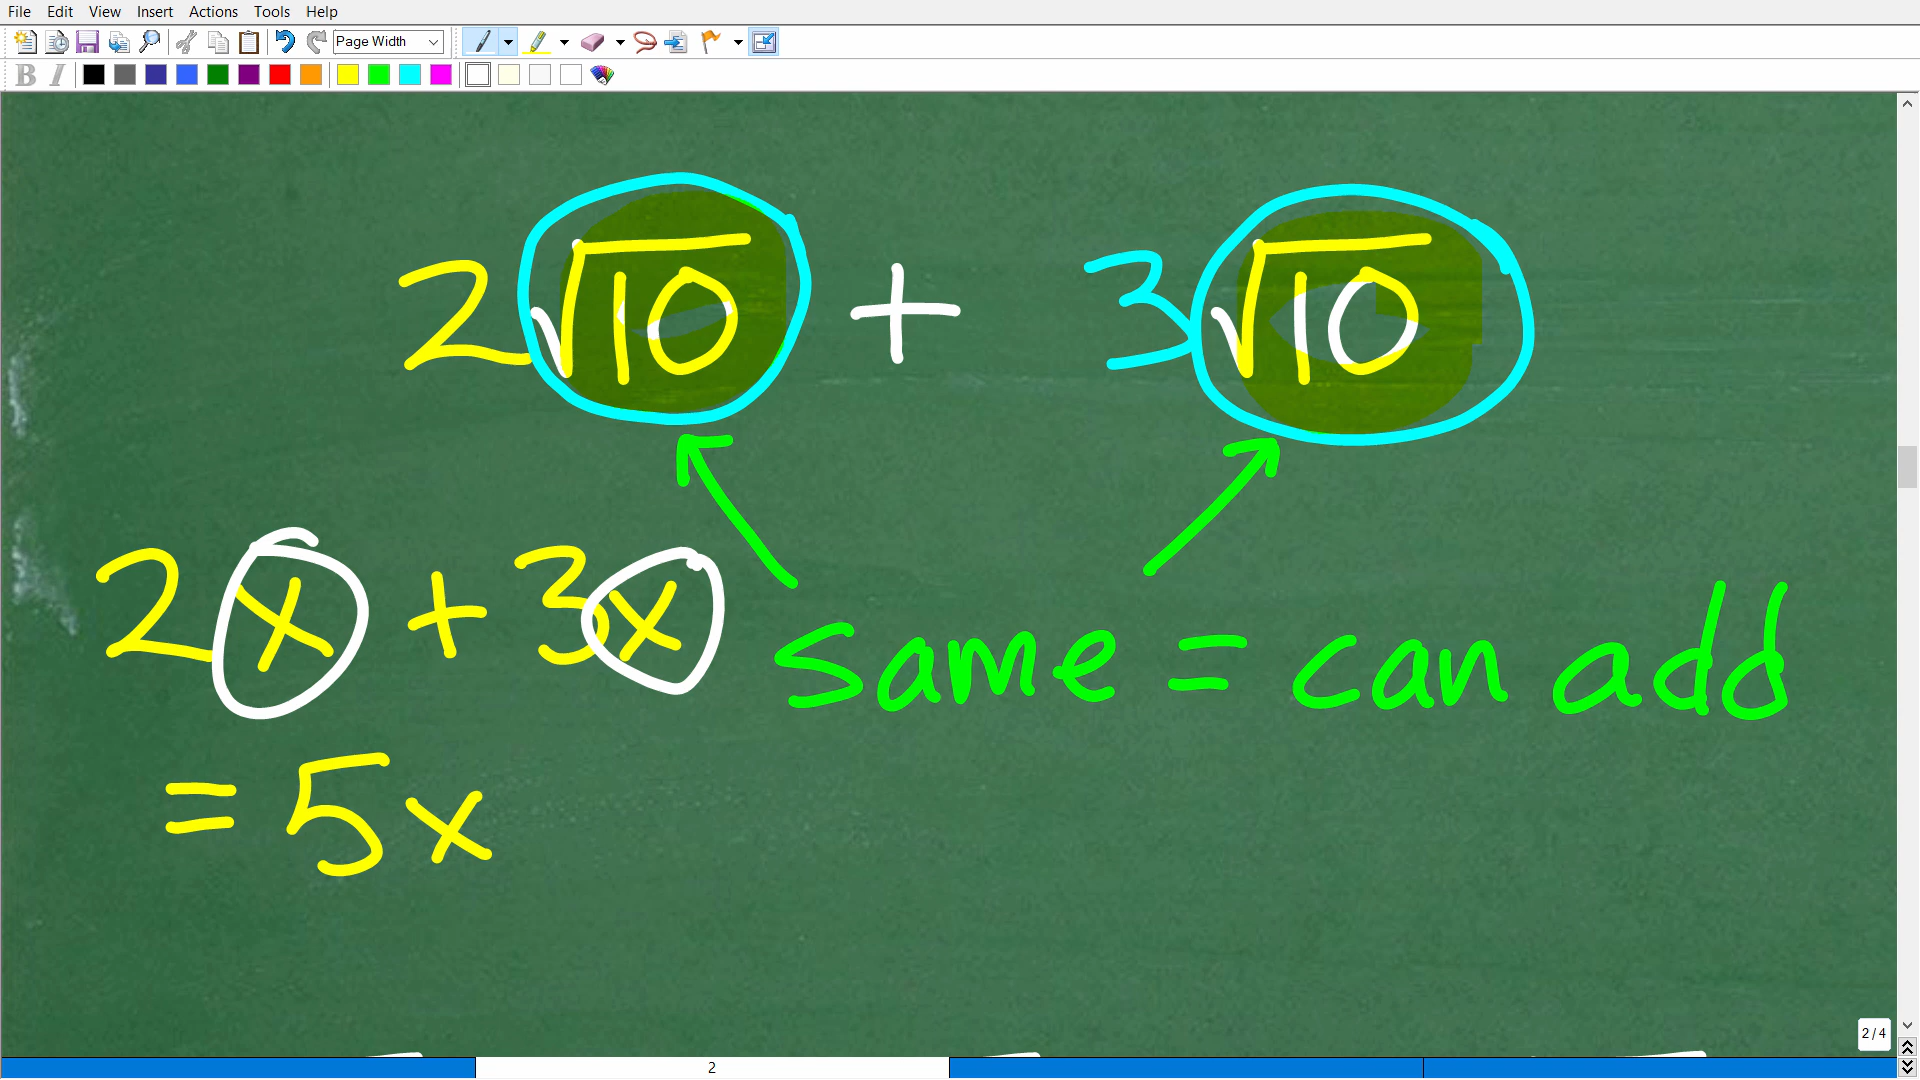 File Edit View Insert Actions Tools Help
Page Width
B I
2√10 + 3√10
2x + 3x
same = can add
= 5x
2 / 4
2